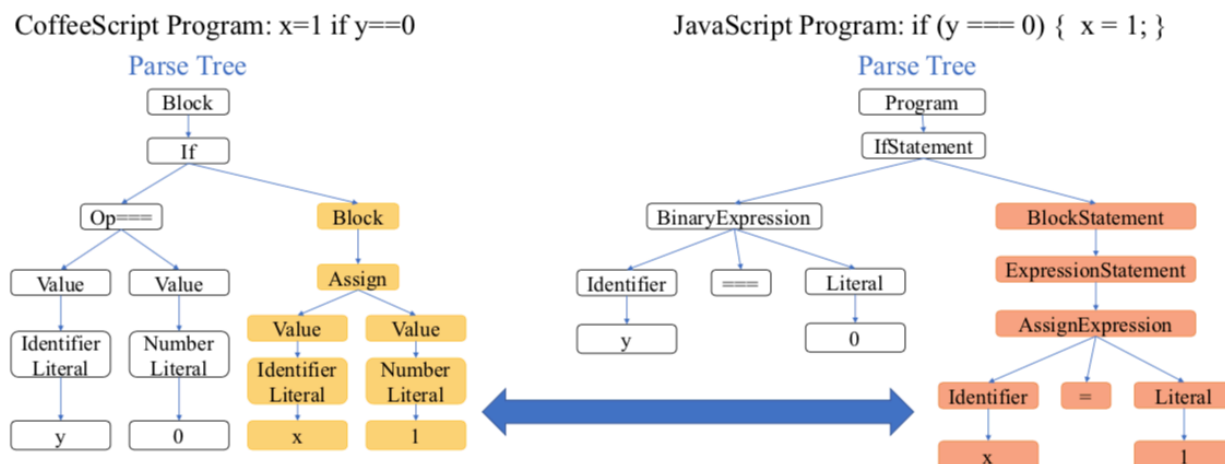 CoffeeScript Program: x=1 if y==0
Parse Tree
Block
If
Op===
Block
Value
Value
Assign
Identifier
Literal
Number
Literal
Value
Value
Identifier
Literal
Number
Literal
y
0
x
1
JavaScript Program: if (y === 0) { x = 1; }
Parse Tree
Program
IfStatement
BinaryExpression
BlockStatement
Identifier
===
Literal
ExpressionStatement
y
0
AssignExpression
Identifier
=
Literal
x
1